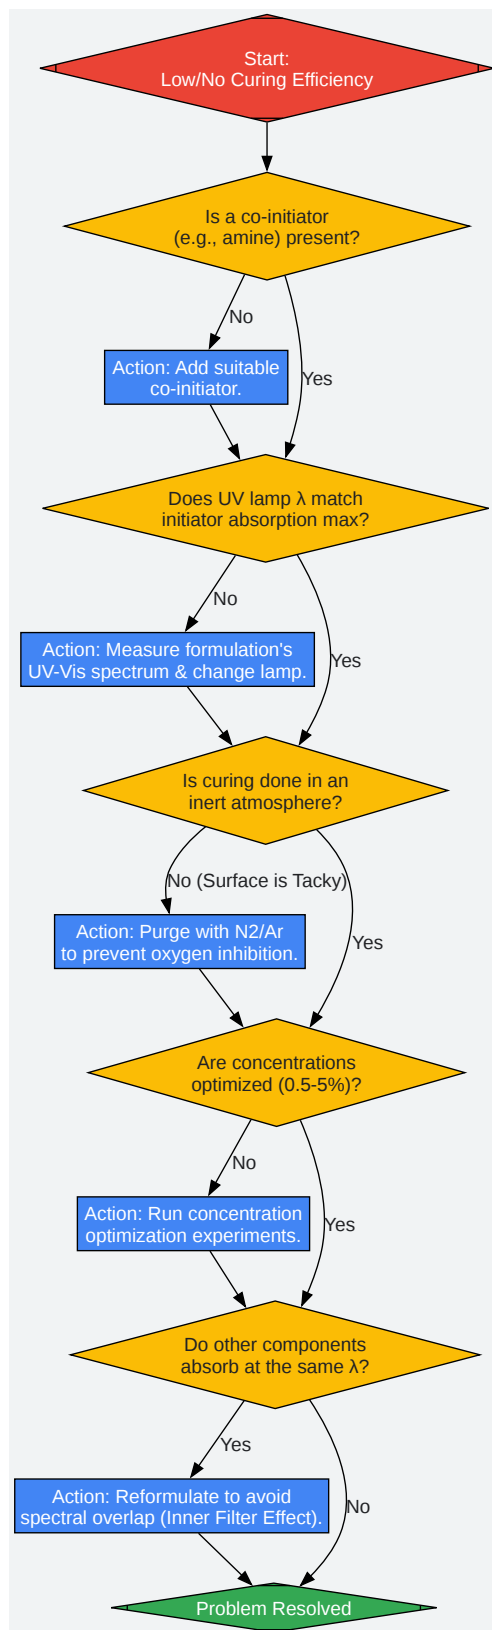 Start:
Low/No Curing Efficiency
Is a co-initiator
(e.g., amine) present?
No
Action: Add suitable
co-initiator.
Yes
Does UV lamp λ match
initiator absorption max?
No
Action: Measure formulation's
UV-Vis spectrum & change lamp.
Yes
Is curing done in an
inert atmosphere?
No (Surface is Tacky)
Action: Purge with N2/Ar
to prevent oxygen inhibition.
Yes
Are concentrations
optimized (0.5-5%)?
No
Action: Run concentration
optimization experiments.
Yes
Do other components
absorb at the same λ?
Yes
Action: Reformulate to avoid
spectral overlap (Inner Filter Effect).
No
Problem Resolved